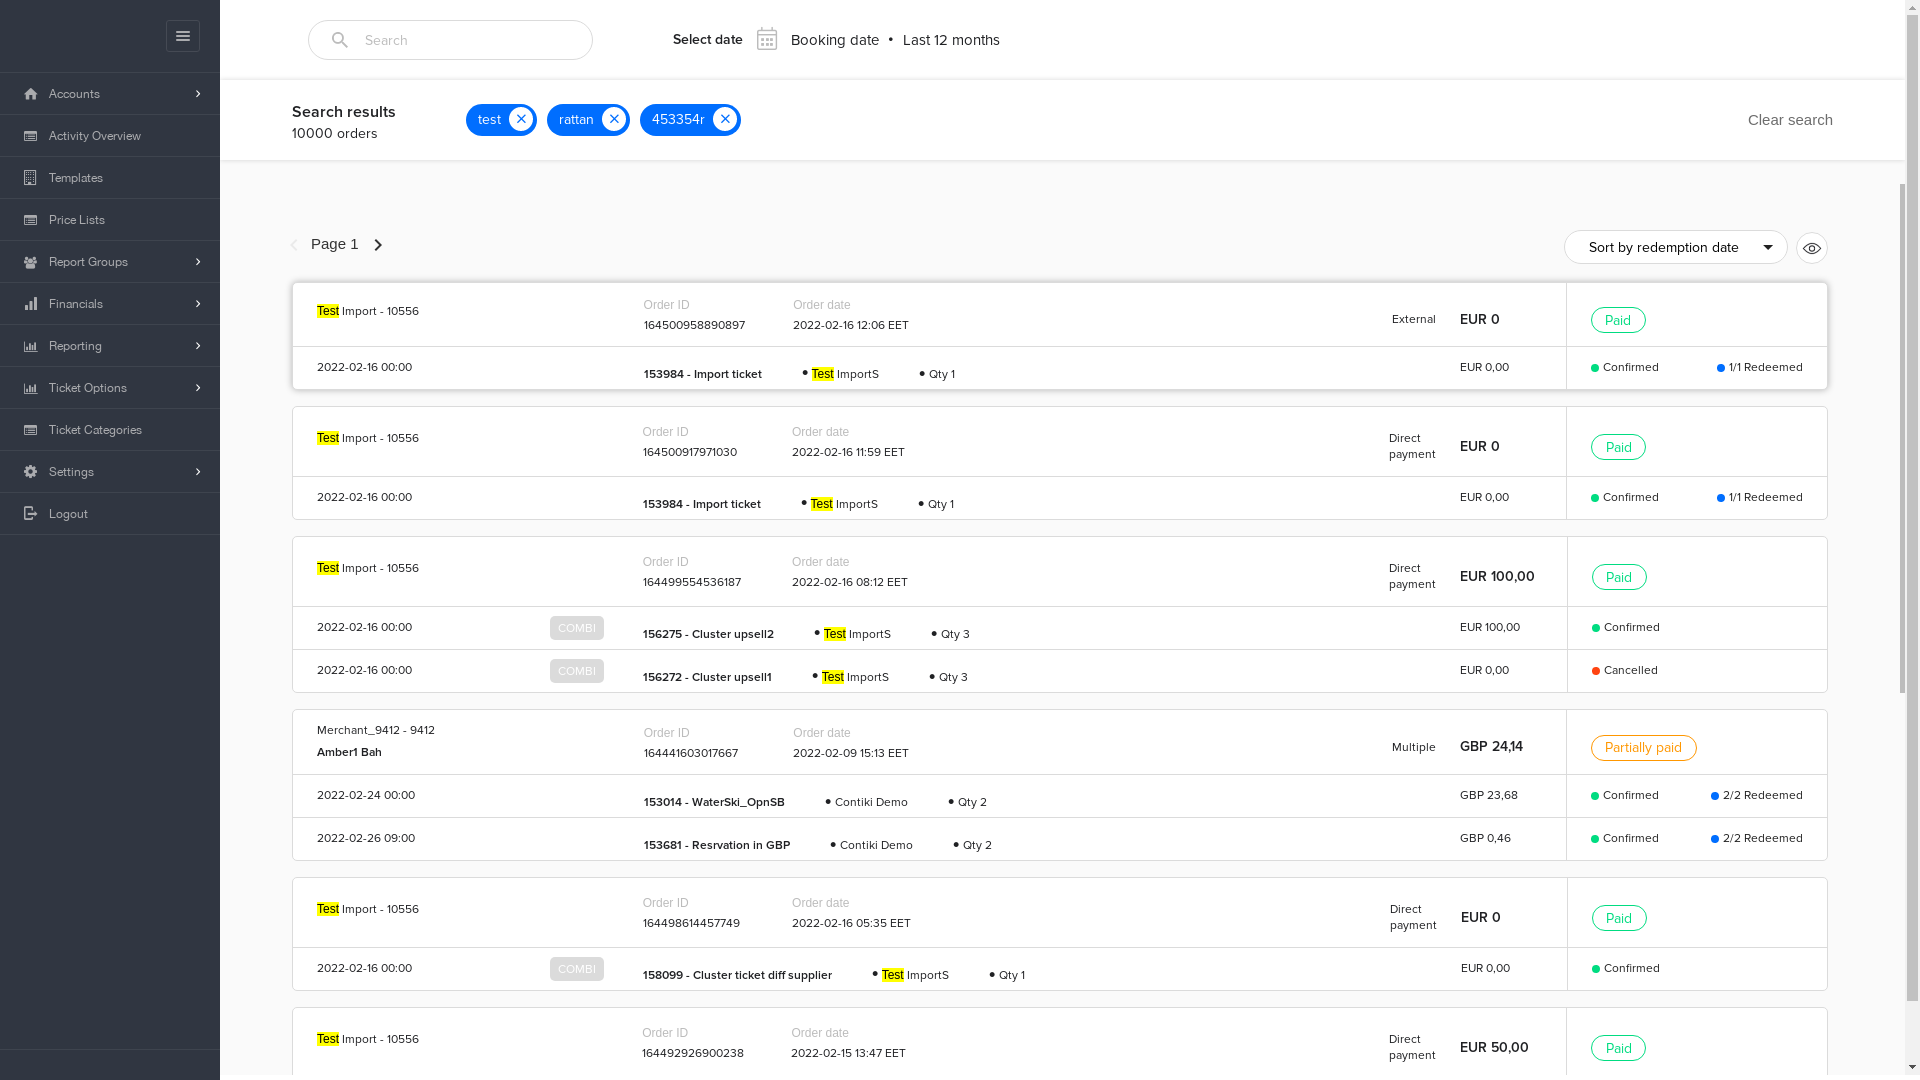 Search
Select date
Booking date • Last 12 months
Accounts
Activity Overview
Templates
Price Lists
Report Groups
Financials
Reporting
Ticket Options
Ticket Categories
Settings
Logout
Search results
10000 orders
test
rattan
453354r
Clear search
Page 1
Sort by redemption date
Test Import - 10556
Order ID
164500958890897
Order date
2022-02-16 12:06 EET
External
EUR 0
Paid
2022-02-16 00:00
153984 - Import ticket
• Test ImportS
• Qty 1
EUR 0,00
Confirmed
1/1 Redeemed
Test Import - 10556
Order ID
164500917971030
Order date
2022-02-16 11:59 EET
Direct
payment
EUR 0
Paid
2022-02-16 00:00
153984 - Import ticket
• Test ImportS
• Qty 1
EUR 0,00
Confirmed
1/1 Redeemed
Test Import - 10556
Order ID
164499554536187
Order date
2022-02-16 08:12 EET
Direct
payment
EUR 100,00
Paid
2022-02-16 00:00
COMBI
156275 - Cluster upsell2
• Test ImportS
• Qty 3
EUR 100,00
Confirmed
2022-02-16 00:00
COMBI
156272 - Cluster upsell1
• Test ImportS
• Qty 3
EUR 0,00
Cancelled
Merchant_9412 - 9412
Amber1 Bah
Order ID
164441603017667
Order date
2022-02-09 15:13 EET
Multiple
GBP 24,14
Partially paid
2022-02-24 00:00
153014 - WaterSki_OpnSB
• Contiki Demo
• Qty 2
GBP 23,68
Confirmed
2/2 Redeemed
2022-02-26 09:00
153681 - Resrvation in GBP
• Contiki Demo
• Qty 2
GBP 0,46
Confirmed
2/2 Redeemed
Test Import - 10556
Order ID
164498614457749
Order date
2022-02-16 05:35 EET
Direct
payment
EUR 0
Paid
2022-02-16 00:00
COMBI
158099 - Cluster ticket diff supplier
• Test ImportS
• Qty 1
EUR 0,00
Confirmed
Test Import - 10556
Order ID
164492926900238
Order date
2022-02-15 13:47 EET
Direct
payment
EUR 50,00
Paid